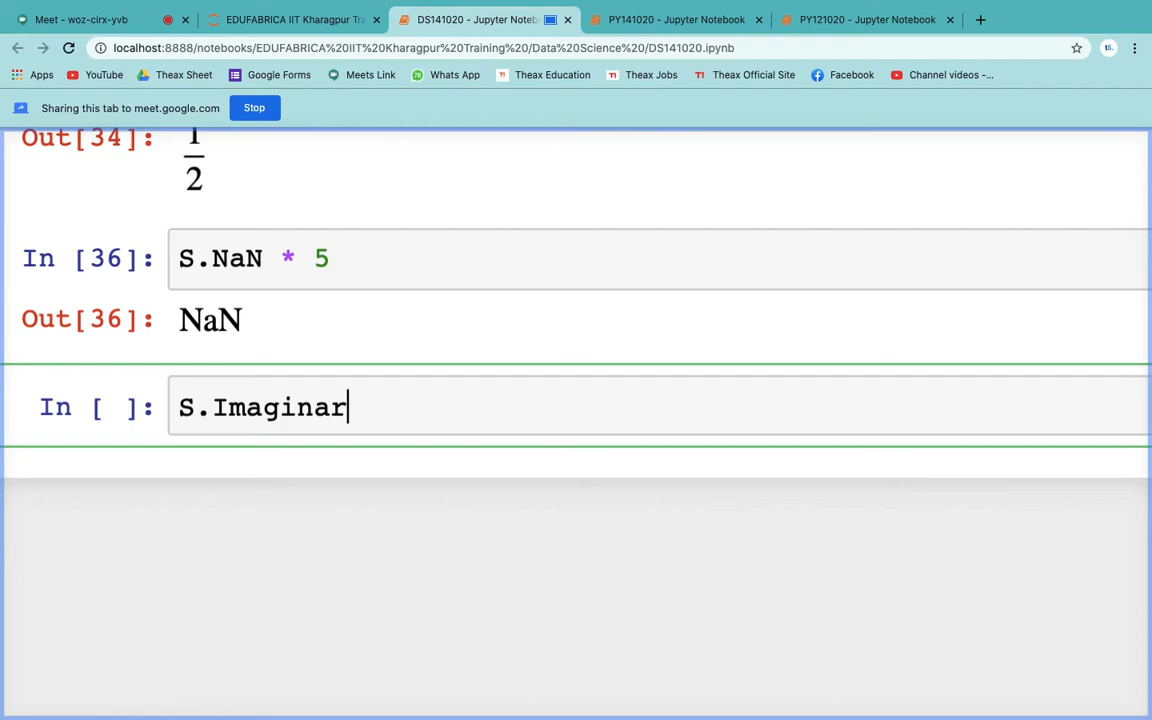 Meet - woz-cirx-yvb
EDUFABRICA IIT Kharagpur Tra
DS141020 - Jupyter Noteb
PY141020 - Jupyter Notebook
PY121020 - Jupyter Notebook
localhost:8888/notebooks/EDUFABRICA%20IIT%20Kharagpur%20Training%20/Data%20Science%20/DS141020.ipynb
Apps
YouTube
Theax Sheet
Google Forms
Meets Link
Whats App
T! Theax Education
T! Theax Jobs
T! Theax Official Site
Facebook
Channel videos -...
Sharing this tab to meet.google.com
Stop
Out[34]: 1
2
In [36]: S.NaN * 5
Out[36]: NaN
In [ ]: S.Imaginar